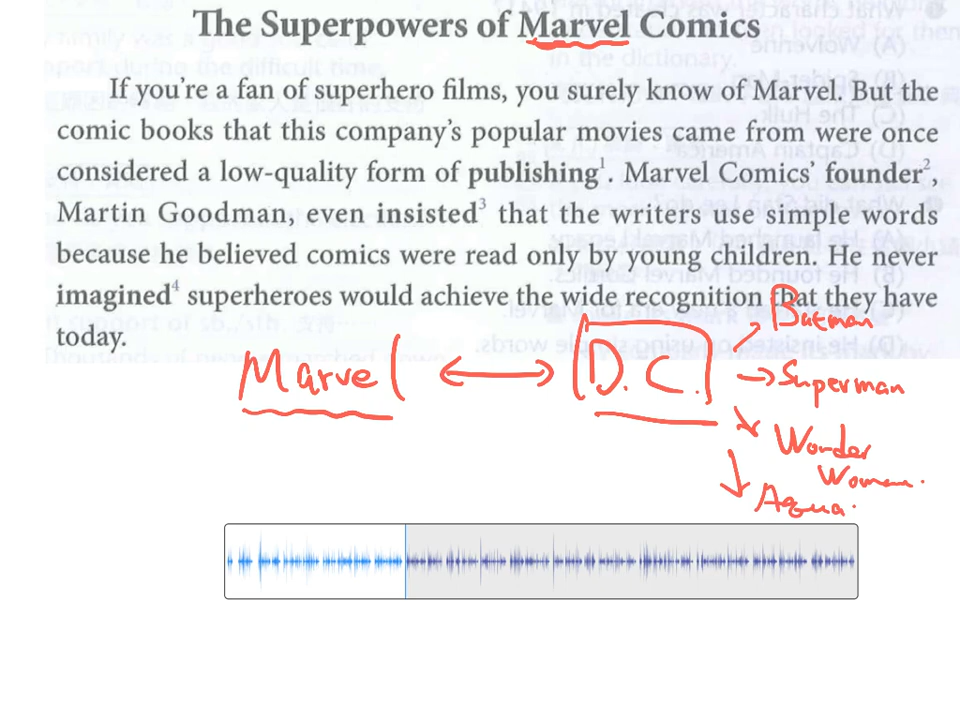 The Superpowers of Marvel Comics
If you're a fan of superhero films, you surely know of Marvel. But the
comic books that this company's popular movies came from were once
considered a low-quality form of publishing¹. Marvel Comics' founder²,
Martin Goodman, even insisted³ that the writers use simple words
because he believed comics were read only by young children. He never
imagined⁴ superheroes would achieve the wide recognition that they have
today.
Marvel ↔ D.C.
→ Batman
→ Superman
Wonder
Woman.
Aqua.